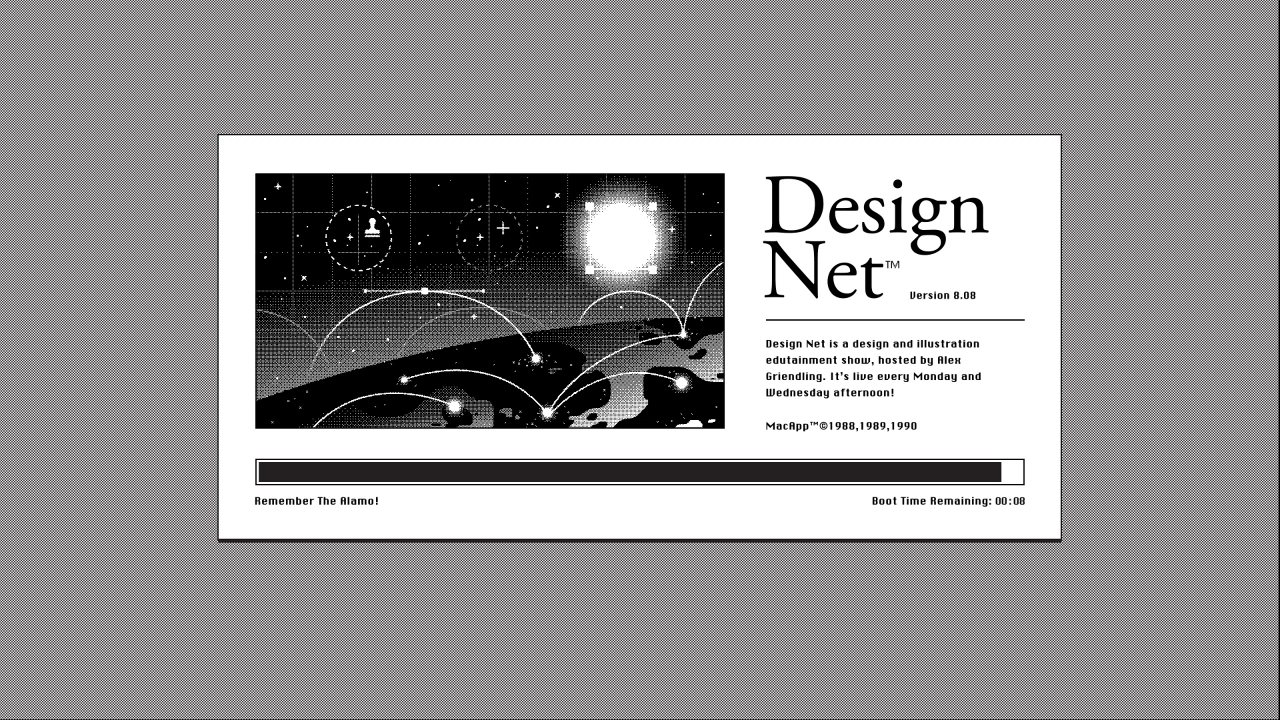 Design
Net™
Version 8.08
Design Net is a design and illustration
edutainment show, hosted by Alex
Griendling. It's live every Monday and
Wednesday afternoon!
MacApp™©1988,1989,1990
Remember The Alamo!
Boot Time Remaining: 00:08